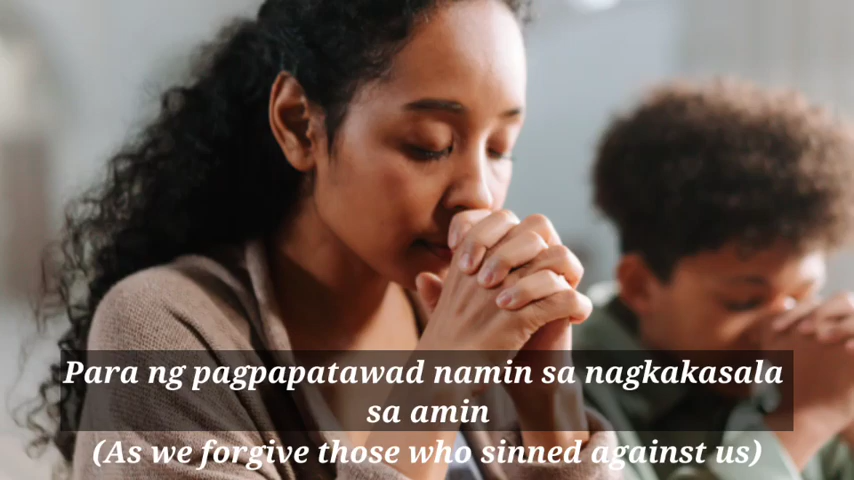 Para ng pagpapatawad namin sa nagkakasala
sa amin
(As we forgive those who sinned against us)